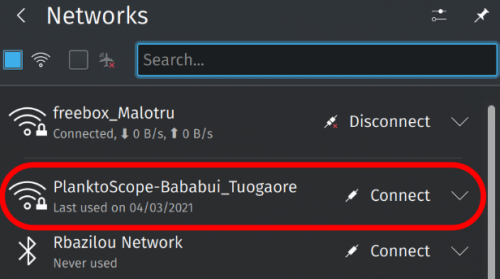 Networks
Search...
freebox_Malotru
Connected, ⬇ 0 B/s, ⬆ 0 B/s
Disconnect
PlanktoScope-Bababui_Tuogaore
Last used on 04/03/2021
Connect
Rbazilou Network
Never used
Connect